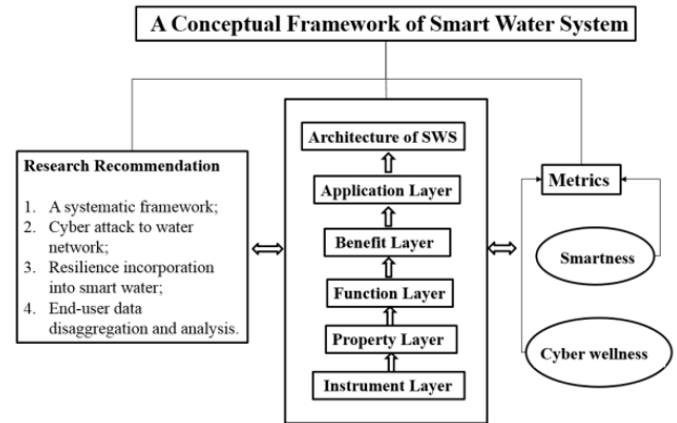 A Conceptual Framework of Smart Water System
Research Recommendation
1. A systematic framework;
2. Cyber attack to water
network;
3. Resilience incorporation
into smart water;
4. End-user data
disaggregation and analysis.
Architecture of SWS
Application Layer
Benefit Layer
Function Layer
Property Layer
Instrument Layer
Metrics
Smartness
Cyber wellness